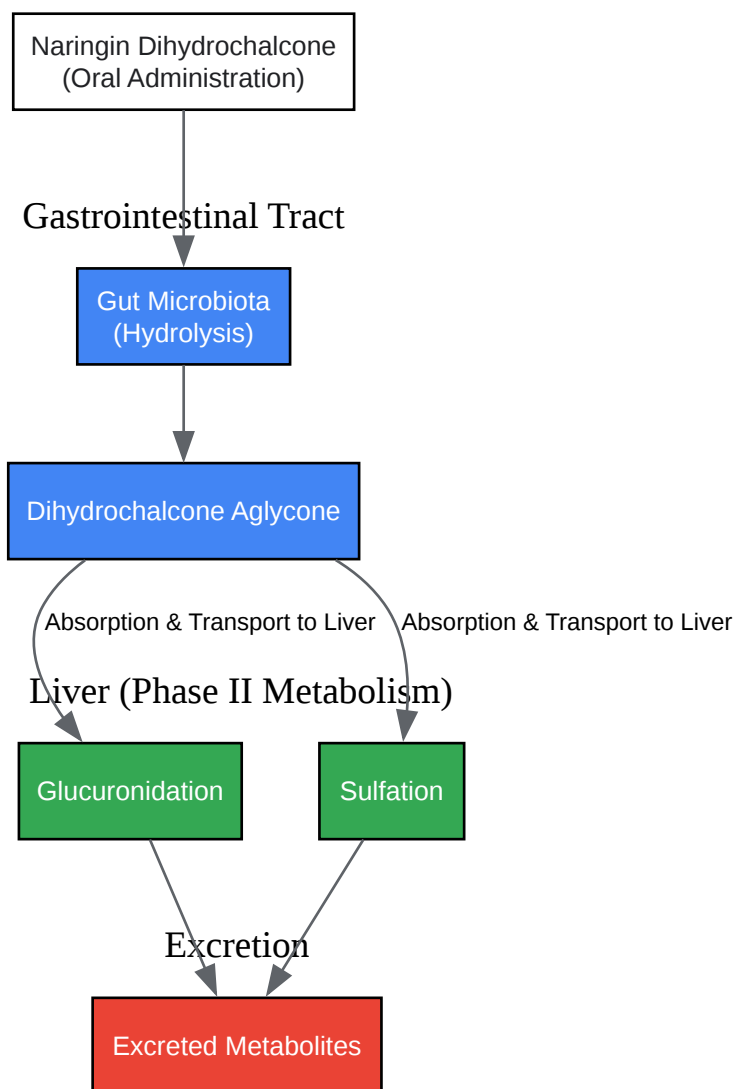 Naringin Dihydrochalcone
(Oral Administration)
Gastrointestinal Tract
Gut Microbiota
(Hydrolysis)
Dihydrochalcone Aglycone
Absorption & Transport to Liver
Absorption & Transport to Liver
Liver (Phase II Metabolism)
Glucuronidation
Sulfation
Excretion
Excreted Metabolites